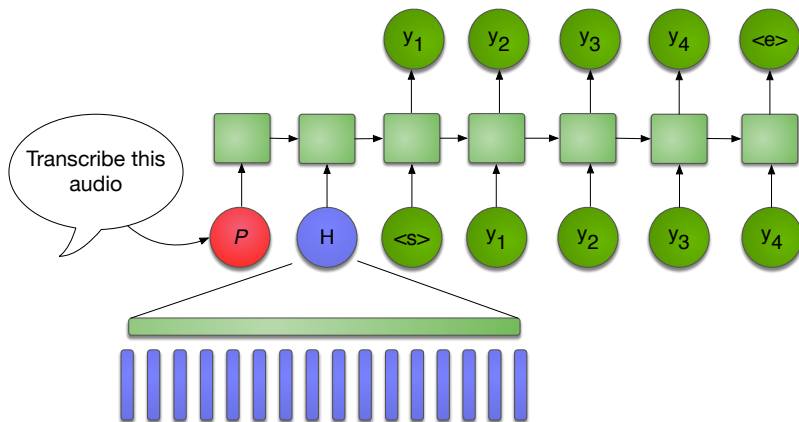 y₁ y₂ y₃ y₄ <e>
Transcribe this
audio
P H <s> y₁ y₂ y₃ y₄